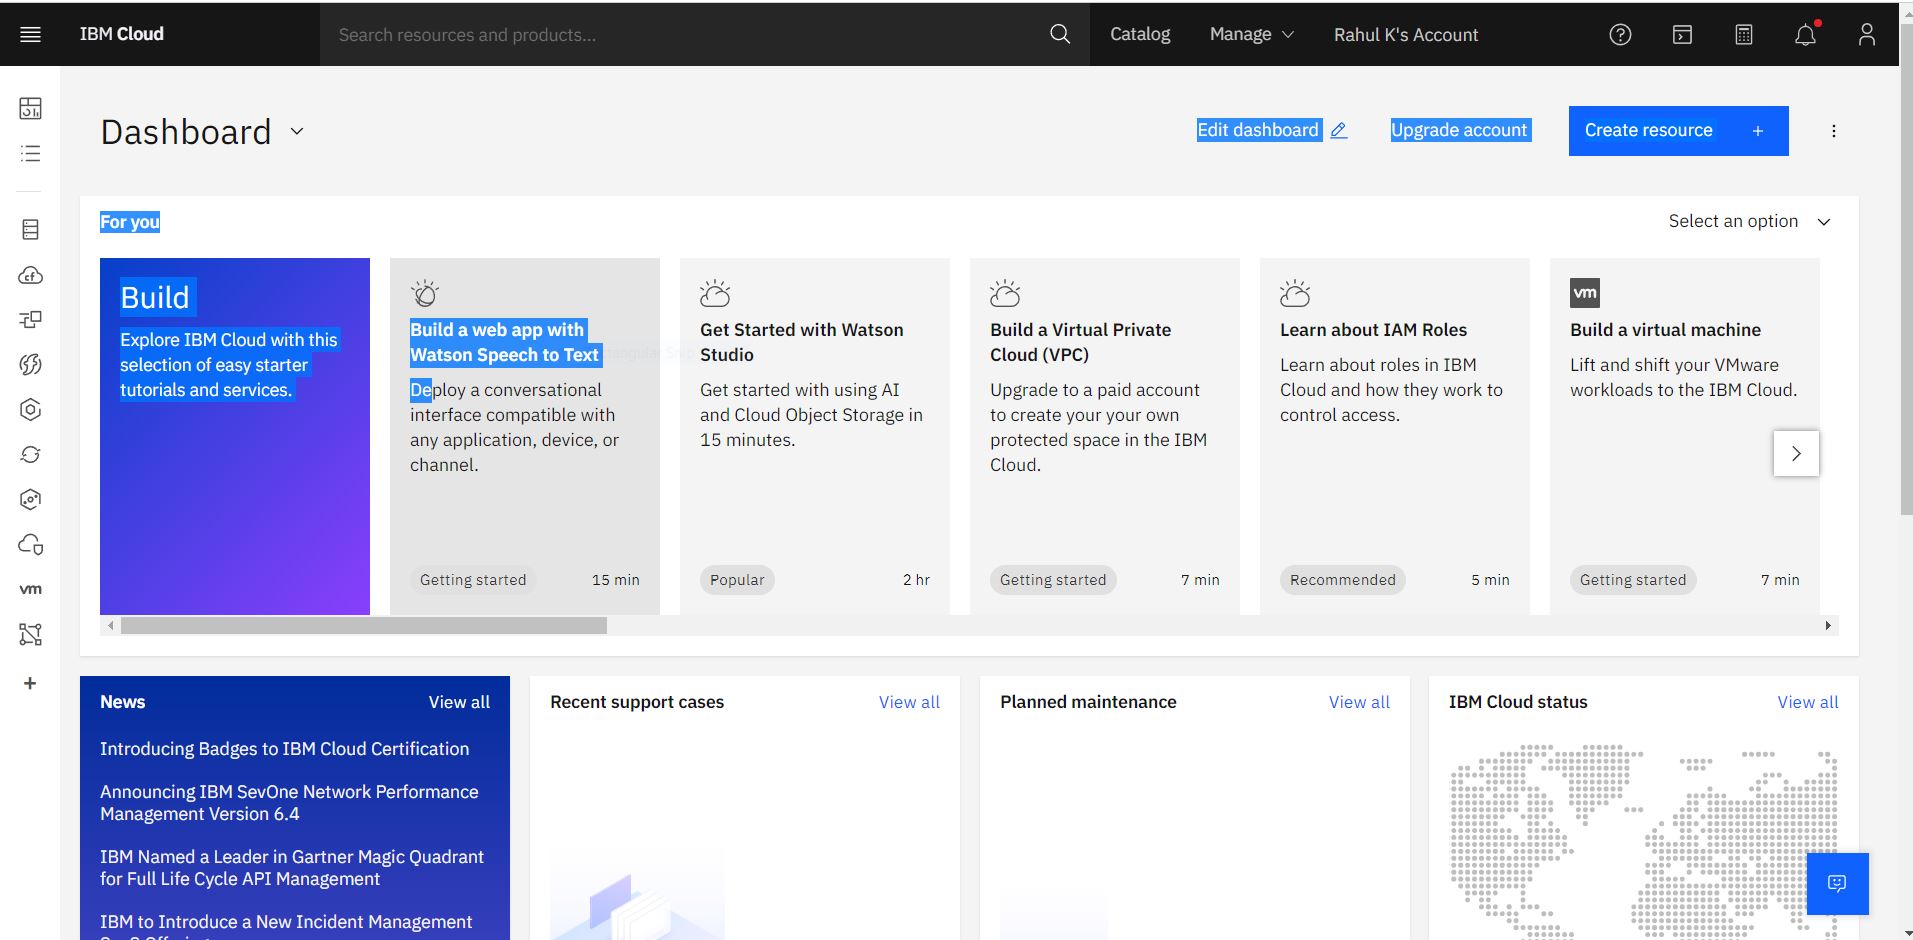 IBM Cloud
Search resources and products...
Catalog
Manage
Rahul K's Account
Dashboard
Edit dashboard
Upgrade account
Create resource +
For you
Select an option
Build
Explore IBM Cloud with this
selection of easy starter
tutorials and services.
Build a web app with
Watson Speech to Text
Deploy a conversational
interface compatible with
any application, device, or
channel.
Getting started
15 min
Get Started with Watson
Studio
Get started with using AI
and Cloud Object Storage in
15 minutes.
Popular
2 hr
Build a Virtual Private
Cloud (VPC)
Upgrade to a paid account
to create your your own
protected space in the IBM
Cloud.
Getting started
7 min
Learn about IAM Roles
Learn about roles in IBM
Cloud and how they work to
control access.
Recommended
5 min
vm
Build a virtual machine
Lift and shift your VMware
workloads to the IBM Cloud.
Getting started
7 min
cf
vm
+
News
View all
Introducing Badges to IBM Cloud Certification
Announcing IBM SevOne Network Performance
Management Version 6.4
IBM Named a Leader in Gartner Magic Quadrant
for Full Life Cycle API Management
IBM to Introduce a New Incident Management
Recent support cases
View all
Planned maintenance
View all
IBM Cloud status
View all